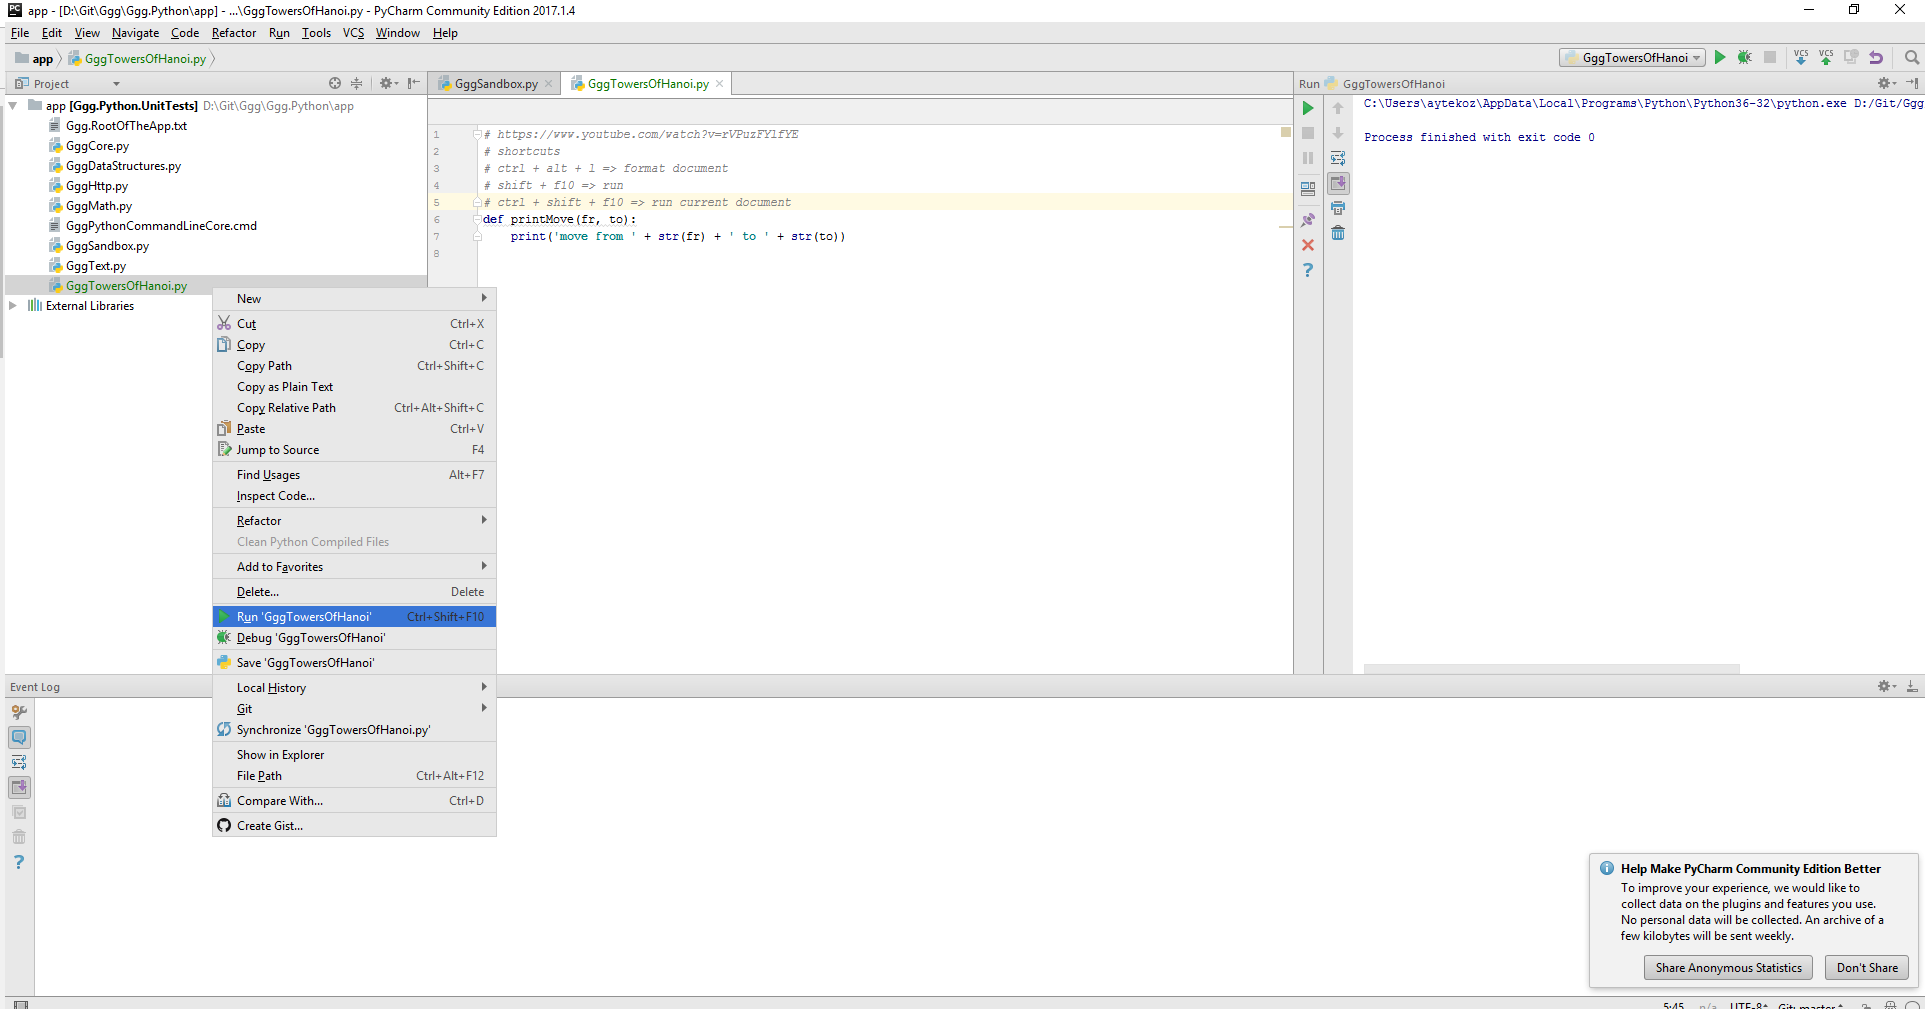 app - [D:\Git\Ggg\Ggg.Python\app] - ...\GggTowersOfHanoi.py - PyCharm Community Edition 2017.1.4
File Edit View Navigate Code Refactor Run Tools VCS Window Help
app GggTowersOfHanoi.py
GggTowersOfHanoi
VCS VCS
Project
GggSandbox.py
GggTowersOfHanoi.py
Run GggTowersOfHanoi
app [Ggg.Python.UnitTests] D:\Git\Ggg\Ggg.Python\app
Ggg.RootOfTheApp.txt
GggCore.py
GggDataStructures.py
GggHttp.py
GggMath.py
GggPythonCommandLineCore.cmd
GggSandbox.py
GggText.py
GggTowersOfHanoi.py
External Libraries
1 # https://www.youtube.com/watch?v=rVPuzFYlfYE
2 # shortcuts
3 # ctrl + alt + l => format document
4 # shift + f10 => run
5 # ctrl + shift + f10 => run current document
6 def printMove(fr, to):
7 print('move from ' + str(fr) + ' to ' + str(to))
8
C:\Users\aytekoz\AppData\Local\Programs\Python\Python36-32\python.exe D:/Git/Ggg
Process finished with exit code 0
New
Cut Ctrl+X
Copy Ctrl+C
Copy Path Ctrl+Shift+C
Copy as Plain Text
Copy Relative Path Ctrl+Alt+Shift+C
Paste Ctrl+V
Jump to Source F4
Find Usages Alt+F7
Inspect Code...
Refactor
Clean Python Compiled Files
Add to Favorites
Delete... Delete
Run 'GggTowersOfHanoi' Ctrl+Shift+F10
Debug 'GggTowersOfHanoi'
Save 'GggTowersOfHanoi'
Local History
Git
Synchronize 'GggTowersOfHanoi.py'
Show in Explorer
File Path Ctrl+Alt+F12
Compare With... Ctrl+D
Create Gist...
Event Log
Help Make PyCharm Community Edition Better
To improve your experience, we would like to
collect data on the plugins and features you use.
No personal data will be collected. An archive of a
few kilobytes will be sent weekly.
Share Anonymous Statistics Don't Share
5:45 n/a UTF-8 Git: master